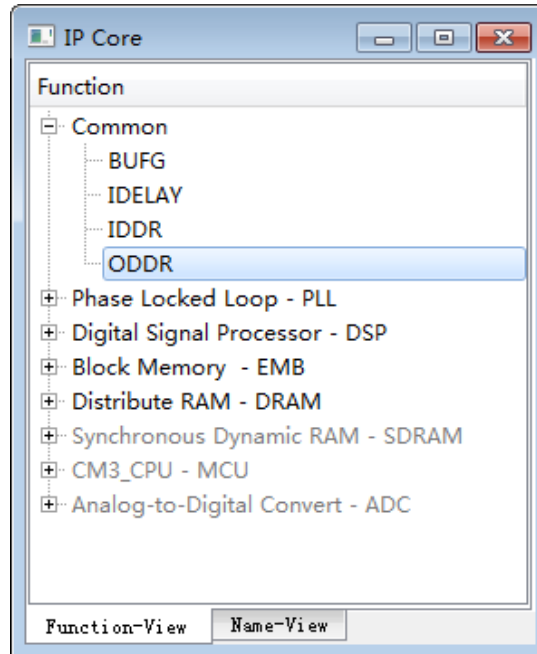 IP Core
Function
Common
BUFG
IDELAY
IDDR
ODDR
Phase Locked Loop - PLL
Digital Signal Processor - DSP
Block Memory - EMB
Distribute RAM - DRAM
Synchronous Dynamic RAM - SDRAM
CM3_CPU - MCU
Analog-to-Digital Convert - ADC
Function-View Name-View